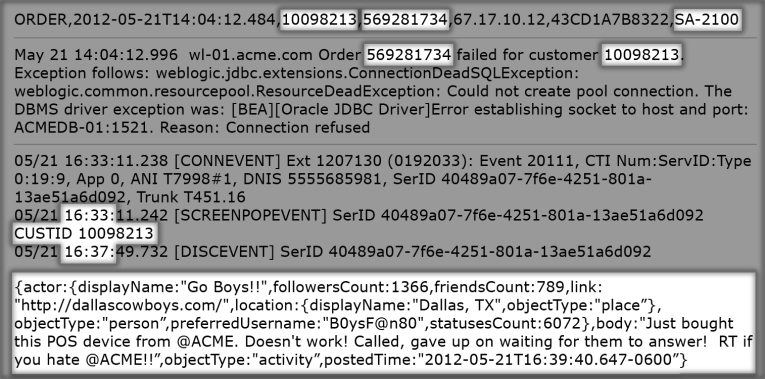 ORDER,2012-05-21T14:04:12.484,10098213,569281734,67.17.10.12,43CD1A7B8322,SA-2100
May 21 14:04:12.996  wl-01.acme.com Order 569281734 failed for customer 10098213.
Exception follows: weblogic.jdbc.extensions.ConnectionDeadSQLException:
weblogic.common.resourcepool.ResourceDeadException: Could not create pool connection. The
DBMS driver exception was: [BEA][Oracle JDBC Driver]Error establishing socket to host and port:
ACMEDB-01:1521. Reason: Connection refused
05/21 16:33:11.238 [CONNEVENT] Ext 1207130 (0192033): Event 20111, CTI Num:ServID:Type
0:19:9, App 0, ANI T7998#1, DNIS 5555685981, SerID 40489a07-7f6e-4251-801a-
13ae51a6d092, Trunk T451.16
05/21 16:33:11.242 [SCREENPOPEVENT] SerID 40489a07-7f6e-4251-801a-13ae51a6d092
CUSTID 10098213
05/21 16:37:49.732 [DISCEVENT] SerID 40489a07-7f6e-4251-801a-13ae51a6d092
{actor:{displayName:"Go Boys!!",followersCount:1366,friendsCount:789,link:
"http://dallascowboys.com/",location:{displayName:"Dallas, TX",objectType:"place”},
objectType:"person”,preferredUsername:"B0ysF@n80",statusesCount:6072},body:"Just bought
this POS device from @ACME. Doesn't work! Called, gave up on waiting for them to answer!  RT if
you hate @ACME!!”,objectType:"activity”,postedTime:"2012-05-21T16:39:40.647-0600”}